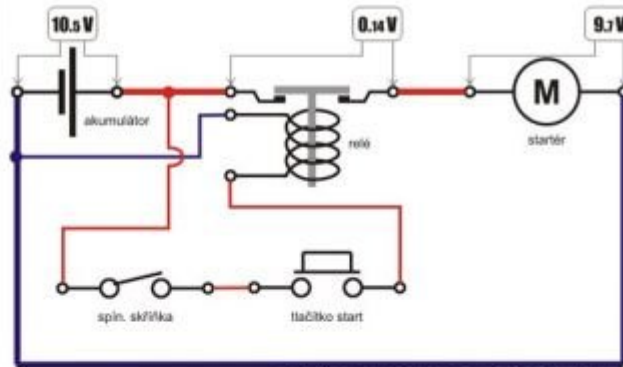 10.5 V
0.14 V
9.7 V
M
akumulátor
startér
relé
spín. skříňka
tlačítko start